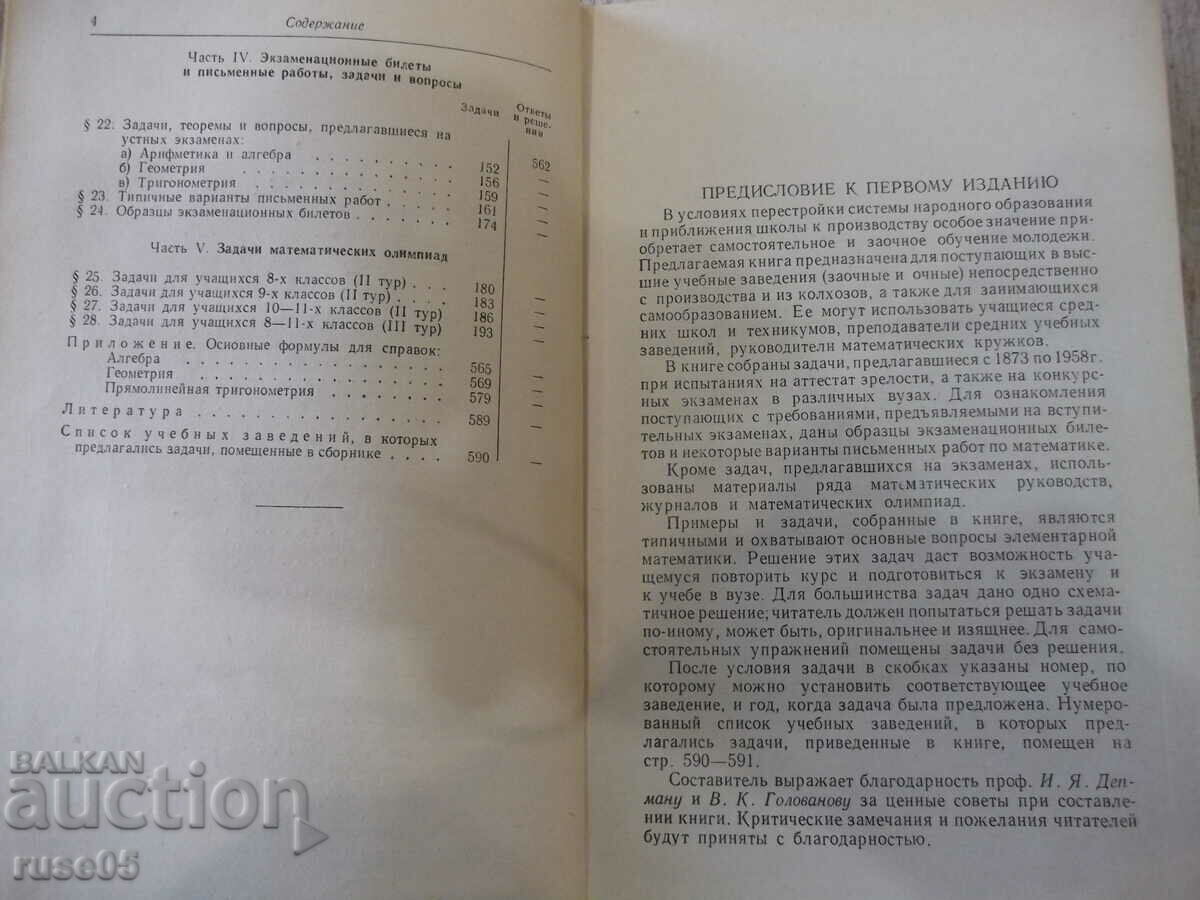 4 Содержание
Часть IV. Экзаменационные билеты
и письменные работы, задачи и вопросы
Задачи Ответы
и реше-
ния
§ 22. Задачи, теоремы и вопросы, предлагавшиеся на
устных экзаменах:
а) Арифметика и алгебра . . . . . . . . . . 152 562
б) Геометрия . . . . . . . . . . . . . . . . 156 —
в) Тригонометрия . . . . . . . . . . . . . . 159 —
§ 23. Типичные варианты письменных работ . . . . . 161 —
§ 24. Образцы экзаменационных билетов . . . . . . . 174 —
Часть V. Задачи математических олимпиад
§ 25. Задачи для учащихся 8-х классов (II тур) . . . 180 —
§ 26. Задачи для учащихся 9-х классов (II тур) . . . . 183 —
§ 27. Задачи для учащихся 10—11-х классов (II тур) 186 —
§ 28. Задачи для учащихся 8—11-х классов (III тур) 193 —
Приложение. Основные формулы для справок:
Алгебра . . . . . . . . . . . . . . . . . 565 —
Геометрия . . . . . . . . . . . . . . . . 569 —
Прямолинейная тригонометрия . . . . . . . . 579 —
Литература . . . . . . . . . . . . . . . . 589 —
Список учебных заведений, в которых
предлагались задачи, помещенные в сборнике . . . . 590 —
ПРЕДИСЛОВИЕ К ПЕРВОМУ ИЗДАНИЮ
В условиях перестройки системы народного образования
и приближения школы к производству особое значение при-
обретает самостоятельное и заочное обучение молодежи.
Предлагаемая книга предназначена для поступающих в выс-
шие учебные заведения (заочные и очные) непосредственно
с производства и из колхозов, а также для занимающихся
самообразованием. Ее могут использовать учащиеся сред-
них школ и техникумов, преподаватели средних учебных
заведений, руководители математических кружков.
В книге собраны задачи, предлагавшиеся с 1873 по 1958г.
при испытаниях на аттестат зрелости, а также на конкурс-
ных экзаменах в различных вузах. Для ознакомления
поступающих с требованиями, предъявляемыми на вступи-
тельных экзаменах, даны образцы экзаменационных биле-
тов и некоторые варианты письменных работ по математике.
Кроме задач, предлагавшихся на экзаменах, использо-
ваны материалы ряда математических руководств,
журналов и математических олимпиад.
Примеры и задачи, собранные в книге, являются
типичными и охватывают основные вопросы элементарной
математики. Решение этих задач даст возможность уча-
щемуся повторить курс и подготовиться к экзамену и
к учебе в вузе. Для большинства задач дано одно схема-
тичное решение; читатель должен попытаться решать задачи
по-иному, может быть, оригинальнее и изящнее. Для само-
стоятельных упражнений помещены задачи без решения.
После условия задачи в скобках указаны номер, по
которому можно установить соответствующее учебное
заведение, и год, когда задача была предложена. Нумеро-
ванный список учебных заведений, в которых пред-
лагались задачи, приведенные в книге, помещен на
стр. 590—591.
Составитель выражает благодарность проф. И. Я. Деп-
ману и В. К. Голованову за ценные советы при составле-
нии книги. Критические замечания и пожелания читателей
будут приняты с благодарностью.
BALKAN
auction
ruse05